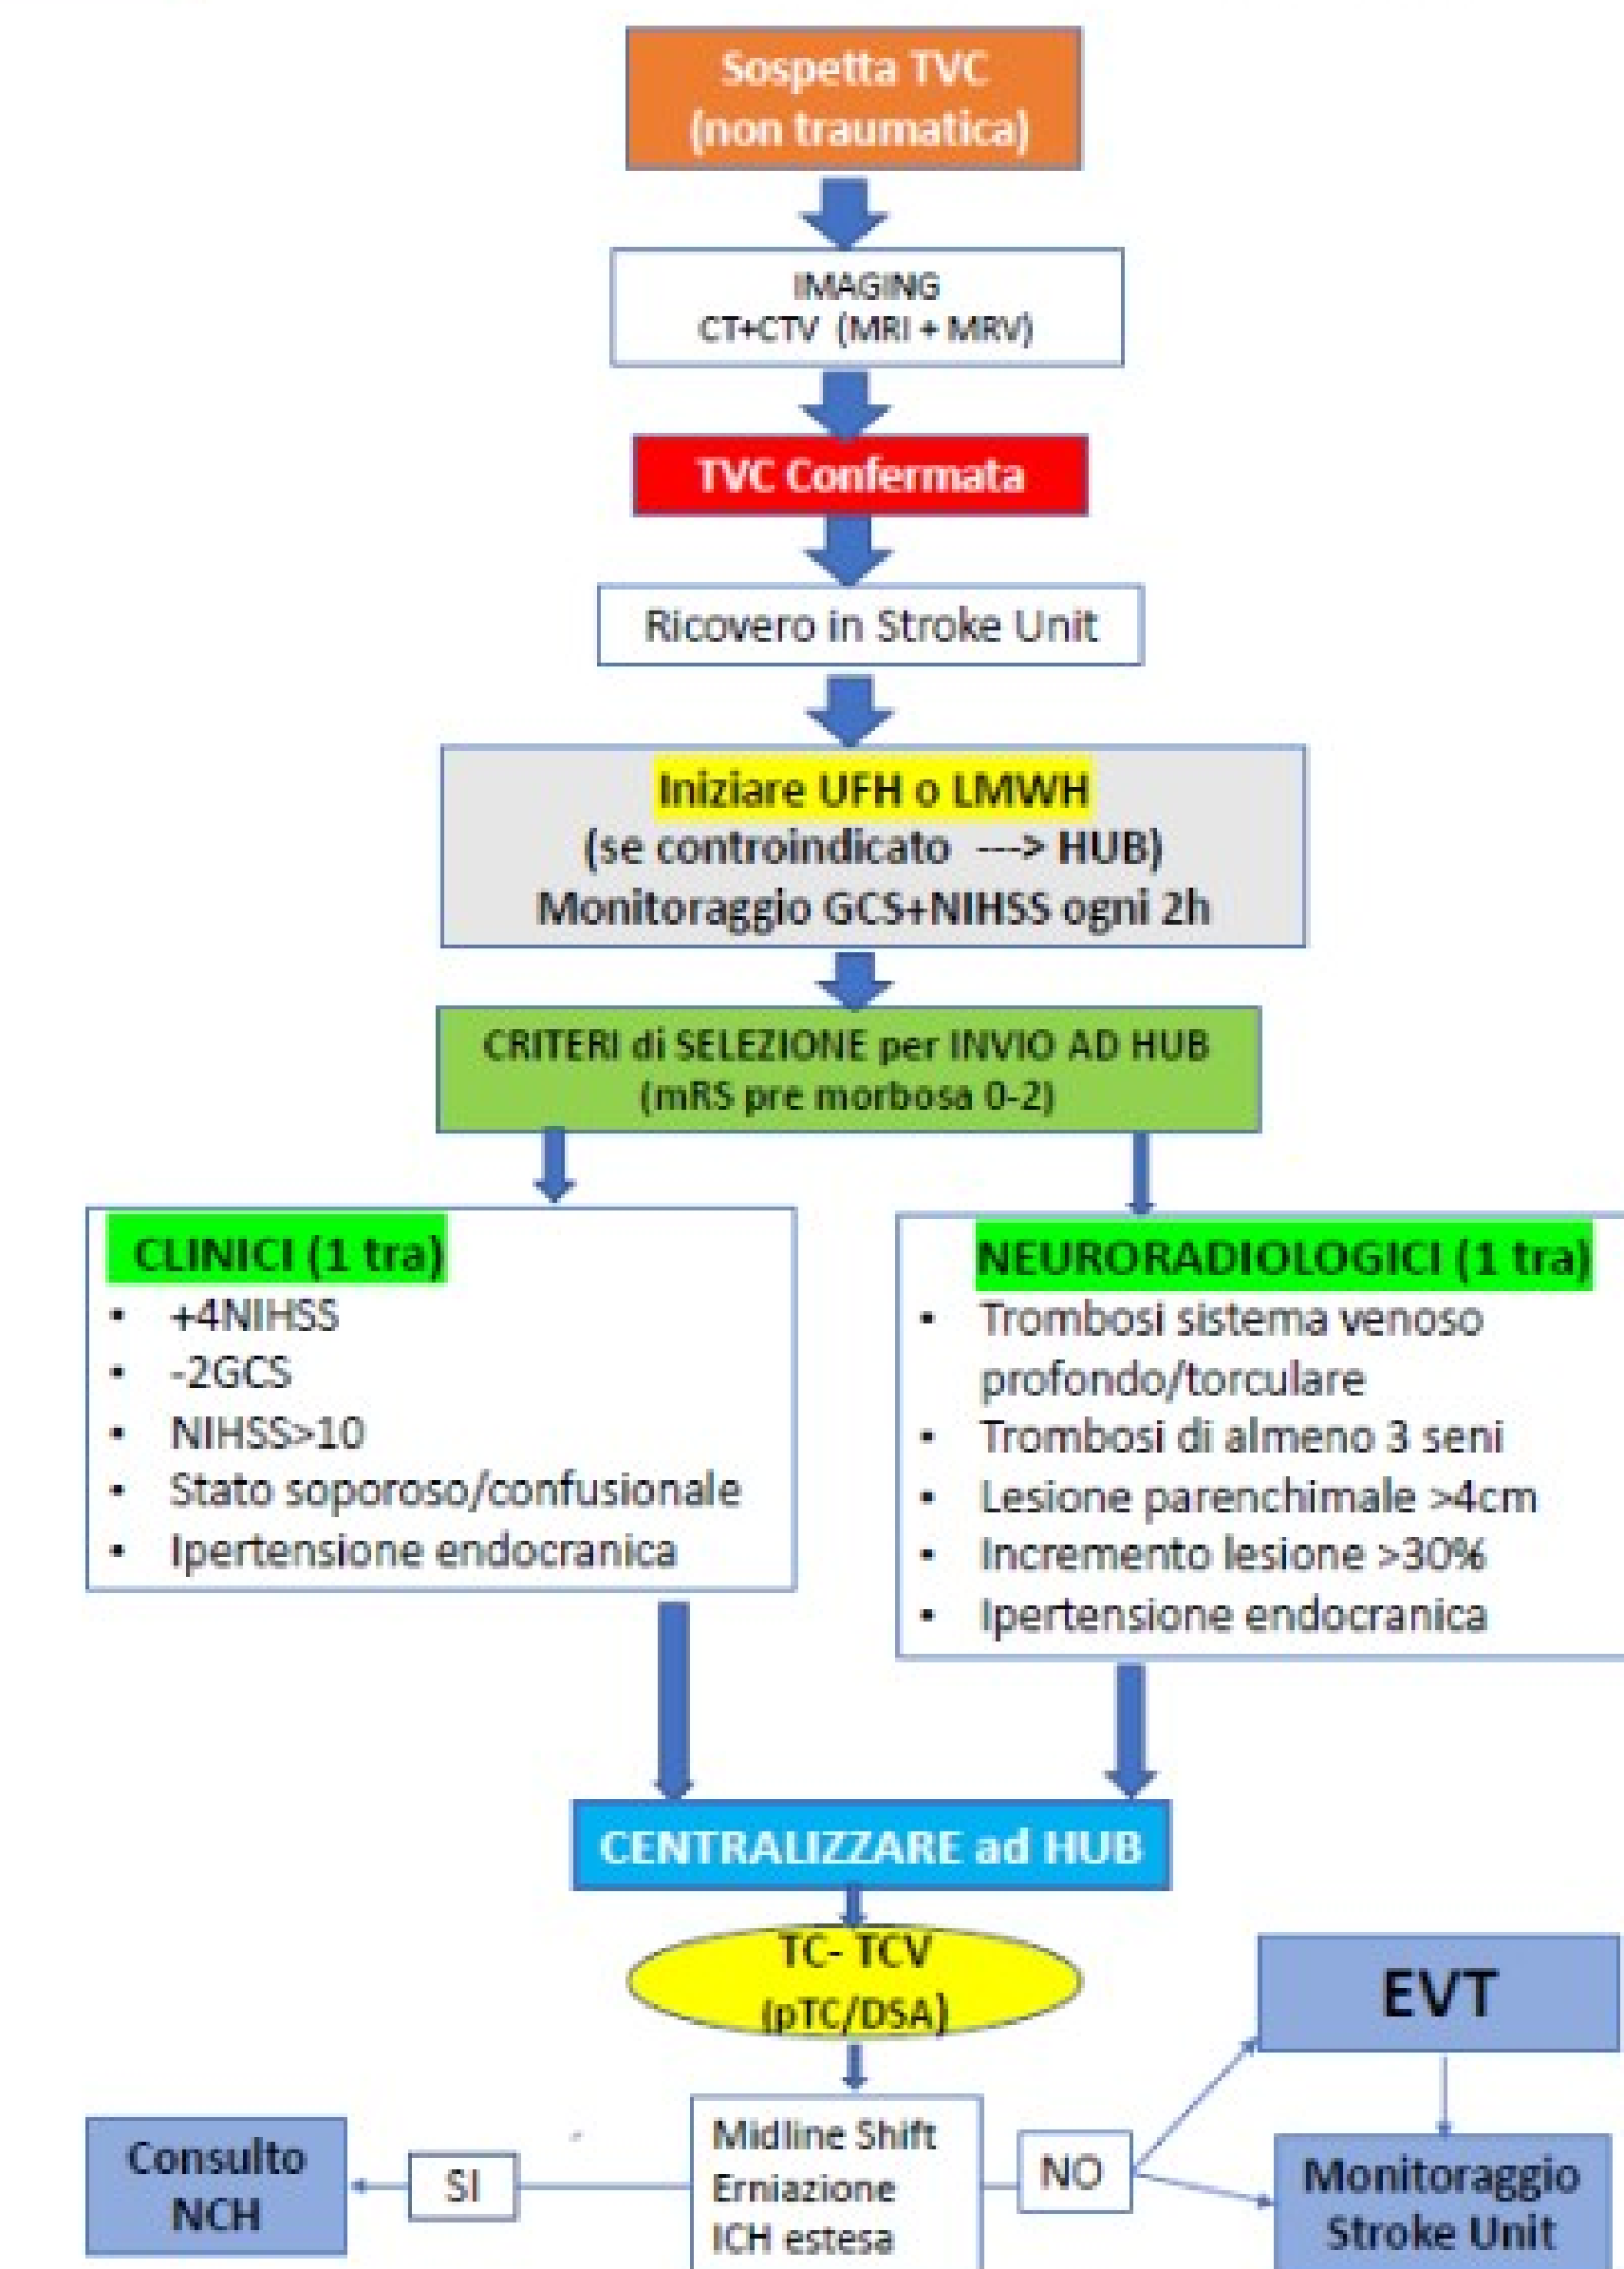 Sospetta TVC
(non traumatica)
IMAGING
CT+CTV (MRI + MRV)
TVC Confermata
Ricovero in Stroke Unit
Iniziare UFH o LMWH
(se controindicato ---> HUB)
Monitoraggio GCS+NIHSS ogni 2h
CRITERI di SELEZIONE per INVIO AD HUB
(mRS pre morbosa 0-2)
CLINICI (1 tra)
• +4NIHSS
• -2GCS
• NIHSS>10
• Stato soporoso/confusionale
• Ipertensione endocranica
NEURORADIOLOGICI (1 tra)
• Trombosi sistema venoso
profondo/torculare
• Trombosi di almeno 3 seni
• Lesione parenchimale >4cm
• Incremento lesione >30%
• Ipertensione endocranica
CENTRALIZZARE ad HUB
TC- TCV
(pTC/DSA)
Midline Shift
Erniazione
ICH estesa
SI
Consulto
NCH
NO
EVT
Monitoraggio
Stroke Unit